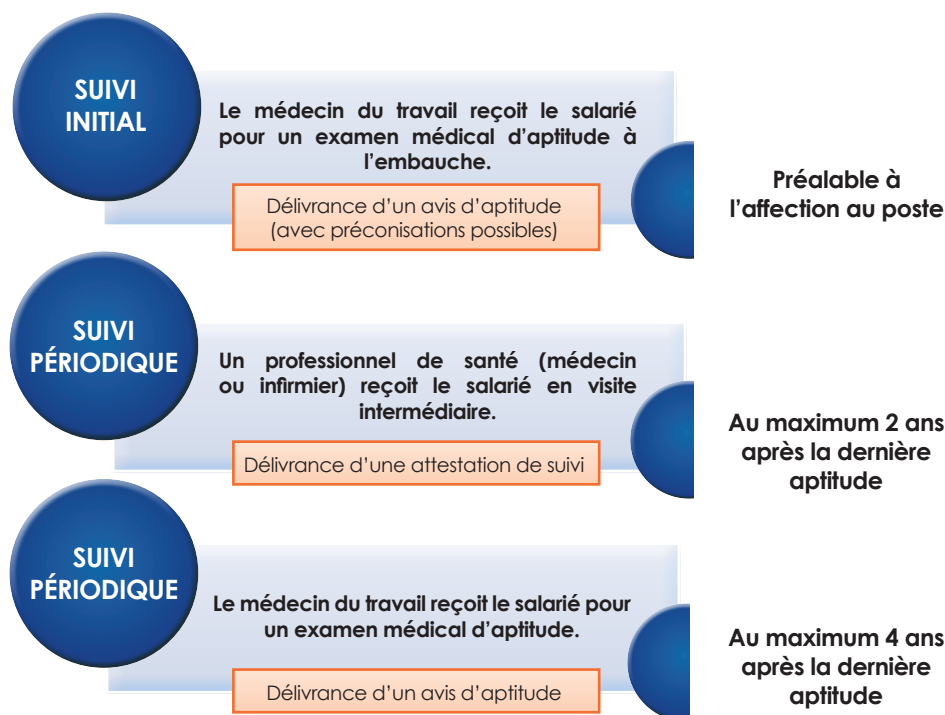 SUIVI
INITIAL
Le médecin du travail reçoit le salarié
pour un examen médical d'aptitude à
l'embauche.
Délivrance d'un avis d'aptitude
(avec préconisations possibles)
Préalable à
l'affection au poste
SUIVI
PÉRIODIQUE
Un professionnel de santé (médecin
ou infirmier) reçoit le salarié en visite
intermédiaire.
Délivrance d'une attestation de suivi
Au maximum 2 ans
après la dernière
aptitude
SUIVI
PÉRIODIQUE
Le médecin du travail reçoit le salarié pour
un examen médical d'aptitude.
Délivrance d'un avis d'aptitude
Au maximum 4 ans
après la dernière
aptitude